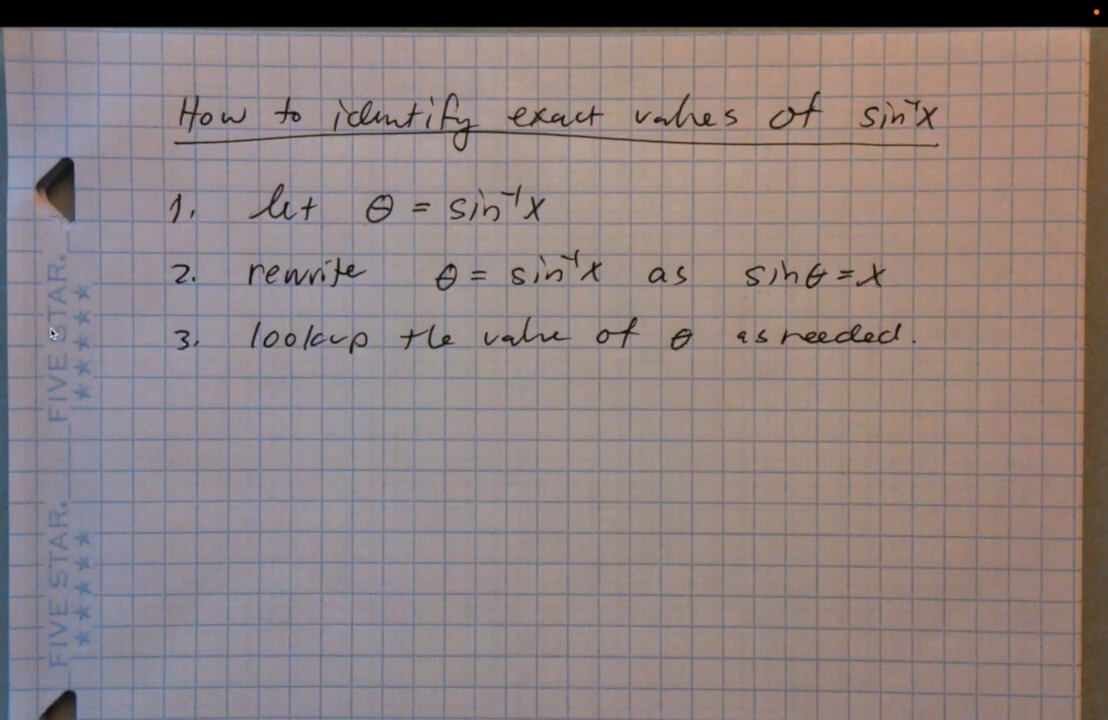 How to identify exact values of sin⁻¹x
1. let θ = sin⁻¹x
2. rewrite θ = sin⁻¹x as sinθ = x
3. lookup the value of θ as needed.
FIVE STAR.
★★★★★
FIVE STAR.
★★★★★